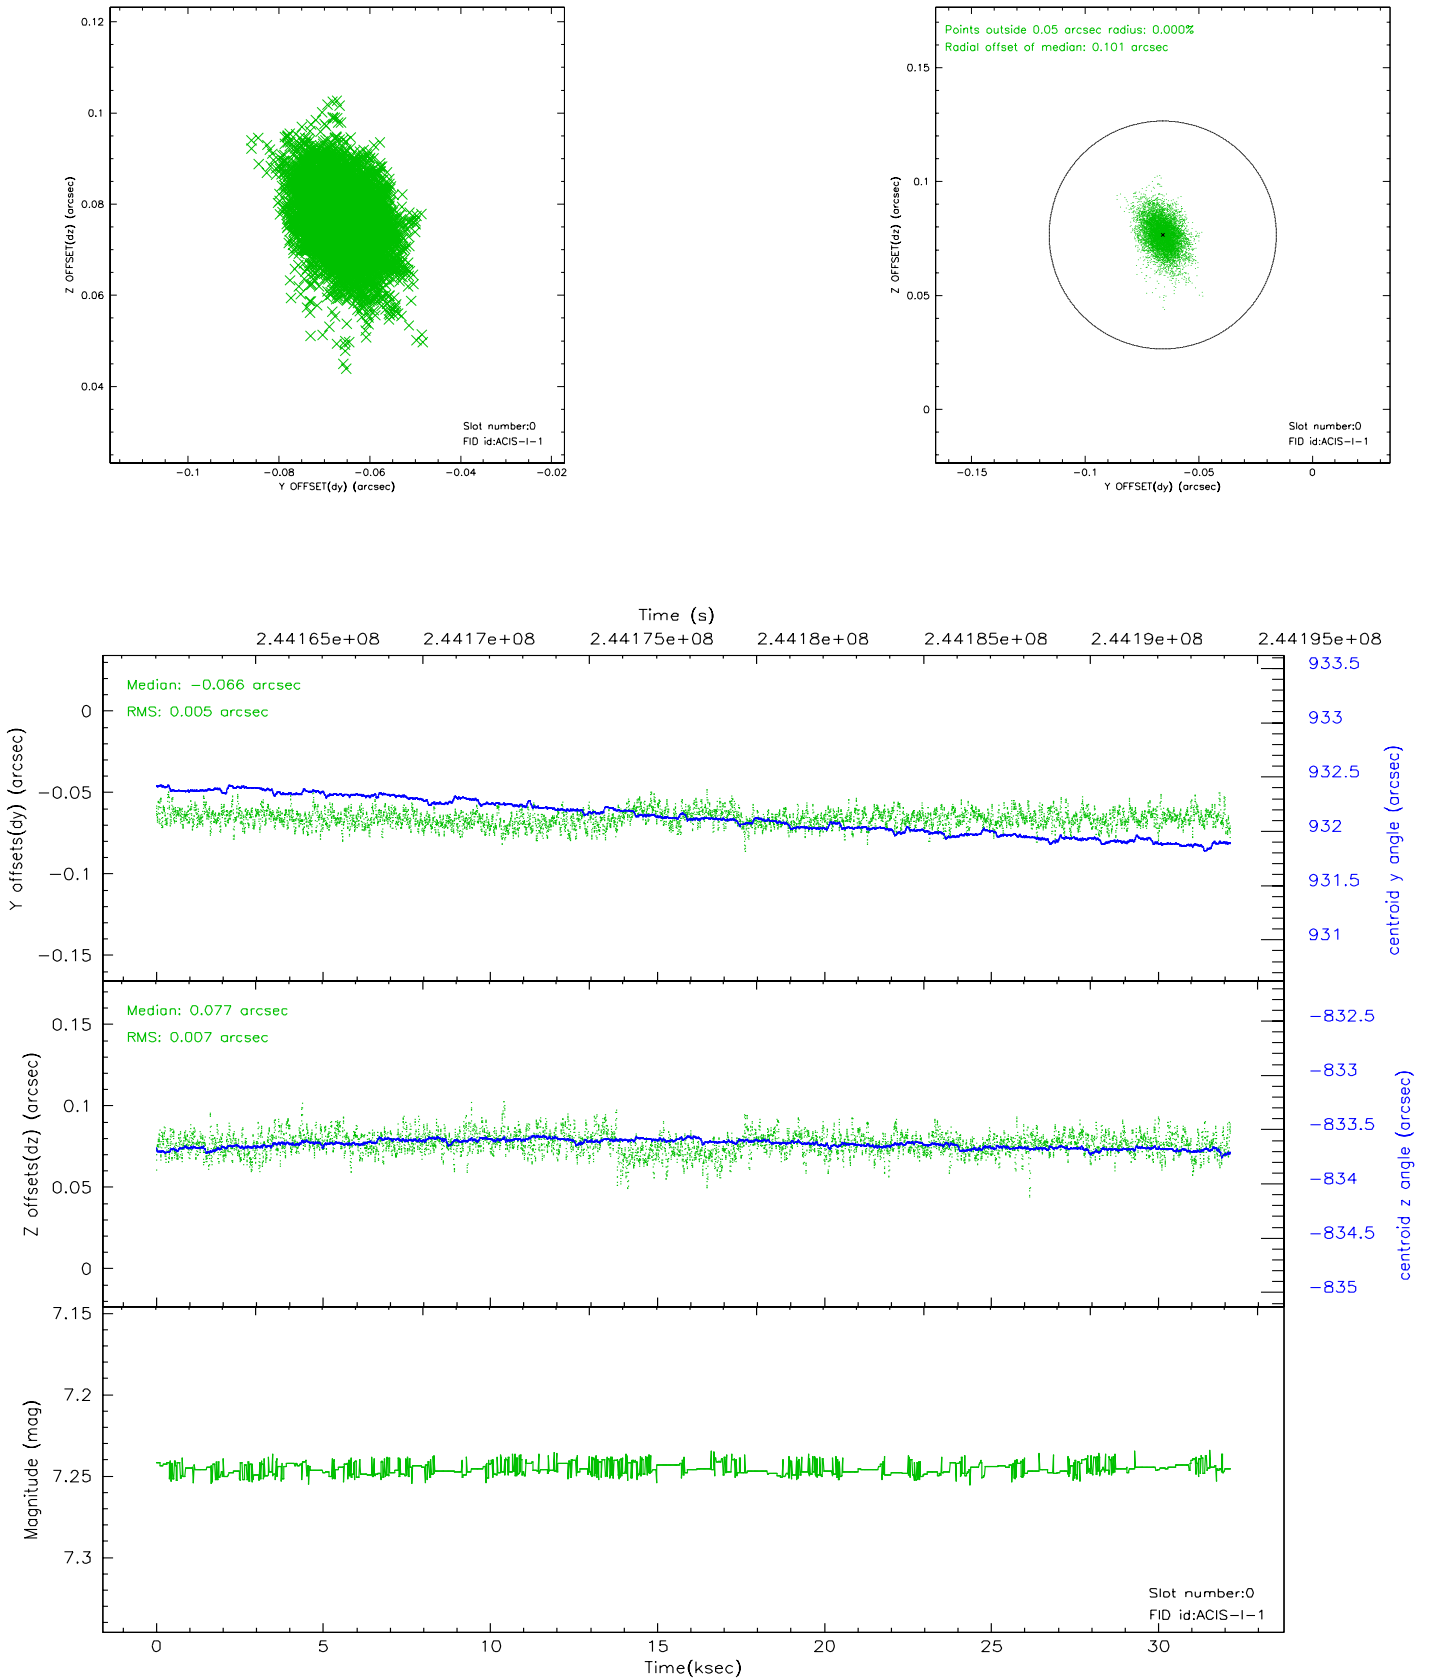 0.12
0.1
0.08
0.06
0.04
Z OFFSET(dz) (arcsec)
Slot number:0
FID id:ACIS-I-1
-0.1 -0.08 -0.06 -0.04 -0.02
Y OFFSET(dy) (arcsec)
Points outside 0.05 arcsec radius: 0.000%
Radial offset of median: 0.101 arcsec
0.15
0.1
0.05
0
Z OFFSET(dz) (arcsec)
Slot number:0
FID id:ACIS-I-1
-0.15 -0.1 -0.05 0
Y OFFSET(dy) (arcsec)
Time (s)
2.44165e+08 2.4417e+08 2.44175e+08 2.4418e+08 2.44185e+08 2.4419e+08 2.44195e+08
Median: -0.066 arcsec
RMS: 0.005 arcsec
0
-0.05
-0.1
-0.15
Y offsets(dy) (arcsec)
933.5
933
932.5
932
931.5
931
centroid y angle (arcsec)
Median: 0.077 arcsec
RMS: 0.007 arcsec
0.15
0.1
0.05
0
Z offsets(dz) (arcsec)
-832.5
-833
-833.5
-834
-834.5
-835
centroid z angle (arcsec)
7.15
7.2
7.25
7.3
Magnitude (mag)
Slot number:0
FID id:ACIS-I-1
0 5 10 15 20 25 30
Time(ksec)